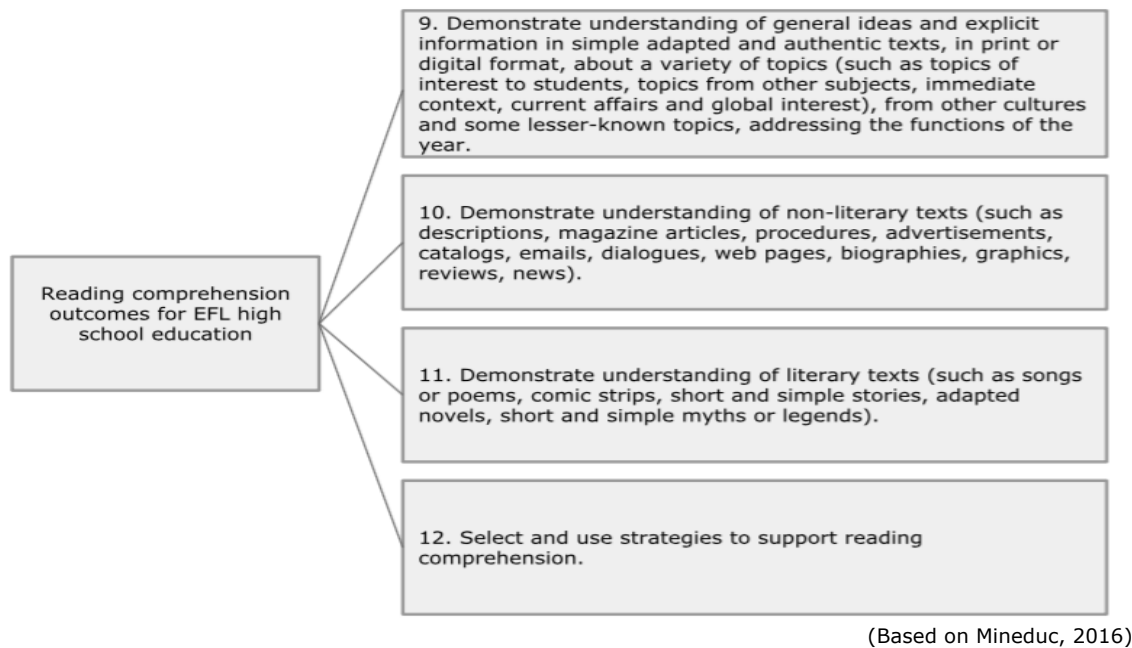 9. Demonstrate understanding of general ideas and explicit
information in simple adapted and authentic texts, in print or
digital format, about a variety of topics (such as topics of
interest to students, topics from other subjects, immediate
context, current affairs and global interest), from other cultures
and some lesser-known topics, addressing the functions of the
year.
10. Demonstrate understanding of non-literary texts (such as
descriptions, magazine articles, procedures, advertisements,
catalogs, emails, dialogues, web pages, biographies, graphics,
reviews, news).
Reading comprehension
outcomes for EFL high
school education
11. Demonstrate understanding of literary texts (such as songs
or poems, comic strips, short and simple stories, adapted
novels, short and simple myths or legends).
12. Select and use strategies to support reading
comprehension.
(Based on Mineduc, 2016)